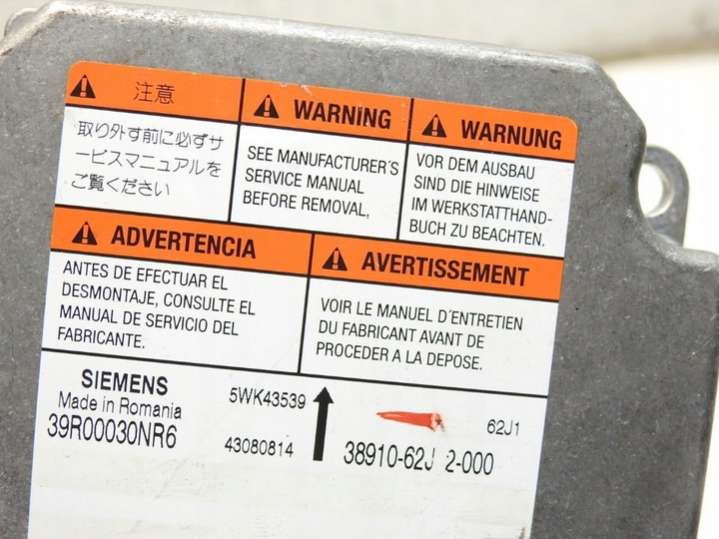 注意
取り外す前に必ずサ
ービスマニュアルを
ご覧ください
WARNING
SEE MANUFACTURER'S
SERVICE MANUAL
BEFORE REMOVAL,
WARNUNG
VOR DEM AUSBAU
SIND DIE HINWEISE
IM WERKSTATTHAND-
BUCH ZU BEACHTEN.
ADVERTENCIA
ANTES DE EFECTUAR EL
DESMONTAJE, CONSULTE EL
MANUAL DE SERVICIO DEL
FABRICANTE.
AVERTISSEMENT
VOIR LE MANUEL D'ENTRETIEN
DU FABRICANT AVANT DE
PROCEDER A LA DEPOSE.
SIEMENS
Made in Romania
39R00030NR6
5WK43539
43080814
62J1
38910-62J 2-000